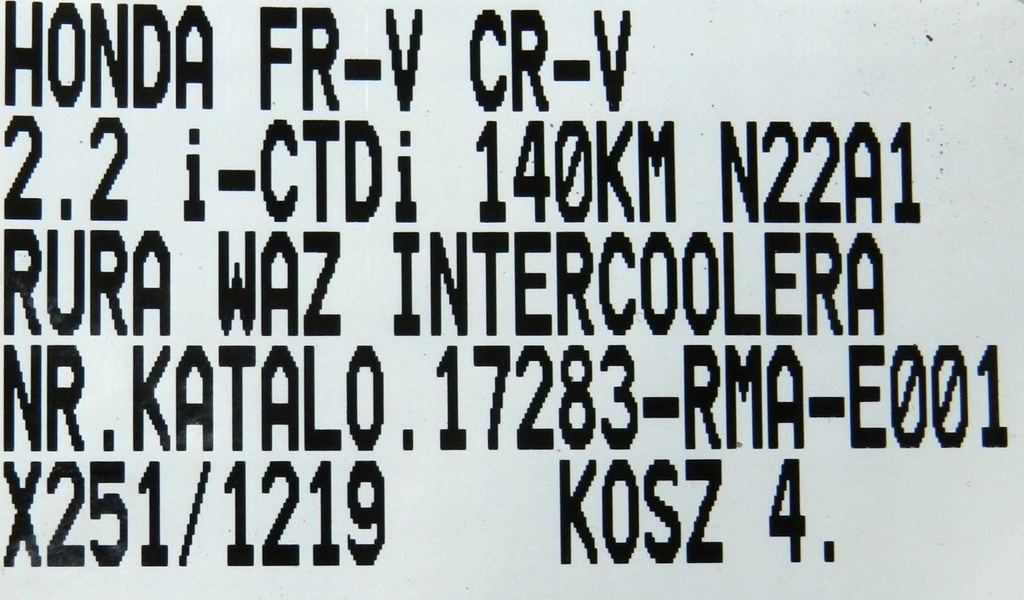 HONDA FR-V CR-V
2.2 i-CTDi 140KM N22A1
RURA WAZ INTERCOOLERA
NR.KATALO.17283-RMA-E001
X251/1219 KOSZ 4.